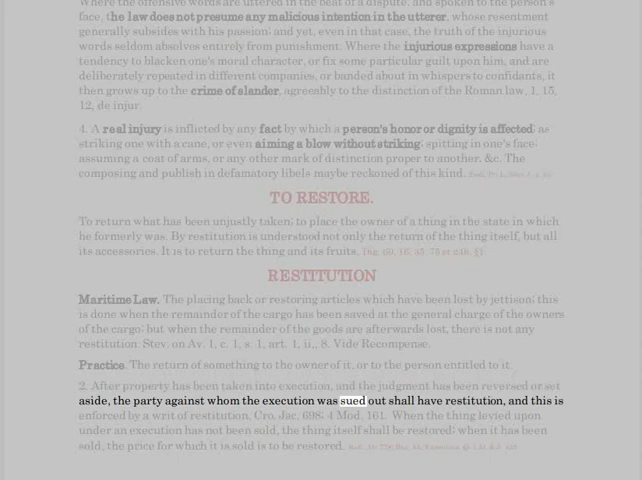 Where the offensive words are uttered in the heat of a dispute, and spoken to the person's
face, the law does not presume any malicious intention in the utterer, whose resentment
generally subsides with his passion; and yet, even in that case, the truth of the injurious
words seldom absolves entirely from punishment. Where the injurious expressions have a
tendency to blacken one's moral character, or fix some particular guilt upon him, and are
deliberately repeated in different companies, or banded about in whispers to confidants, it
then grows up to the crime of slander, agreeably to the distinction of the Roman law, 1, 15,
12, de injur.
4. A real injury is inflicted by any fact by which a person's honor or dignity is affected; as
striking one with a cane, or even aiming a blow without striking; spitting in one's face;
assuming a coat of arms, or any other mark of distinction proper to another, &c. The
composing and publish in defamatory libels maybe reckoned of this kind.
TO RESTORE.
To return what has been unjustly taken; to place the owner of a thing in the state in which
he formerly was. By restitution is understood not only the return of the thing itself, but all
its accessories. It is to return the thing and its fruits.
RESTITUTION
Maritime Law. The placing back or restoring articles which have been lost by jettison; this
is done when the remainder of the cargo has been saved at the general charge of the owners
of the cargo; but when the remainder of the goods are afterwards lost, there is not any
restitution. Stev. on Av. 1, c. 1, s. 1, art. 1, ii., 8. Vide Recompense.
Practice. The return of something to the owner of it, or to the person entitled to it.
2. After property has been taken into execution, and the judgment has been reversed or set
aside, the party against whom the execution was sued out shall have restitution, and this is
enforced by a writ of restitution. Cro. Jac. 698; 4 Mod. 161. When the thing levied upon
under an execution has not been sold, the thing itself shall be restored; when it has been
sold, the price for which it is sold is to be restored.